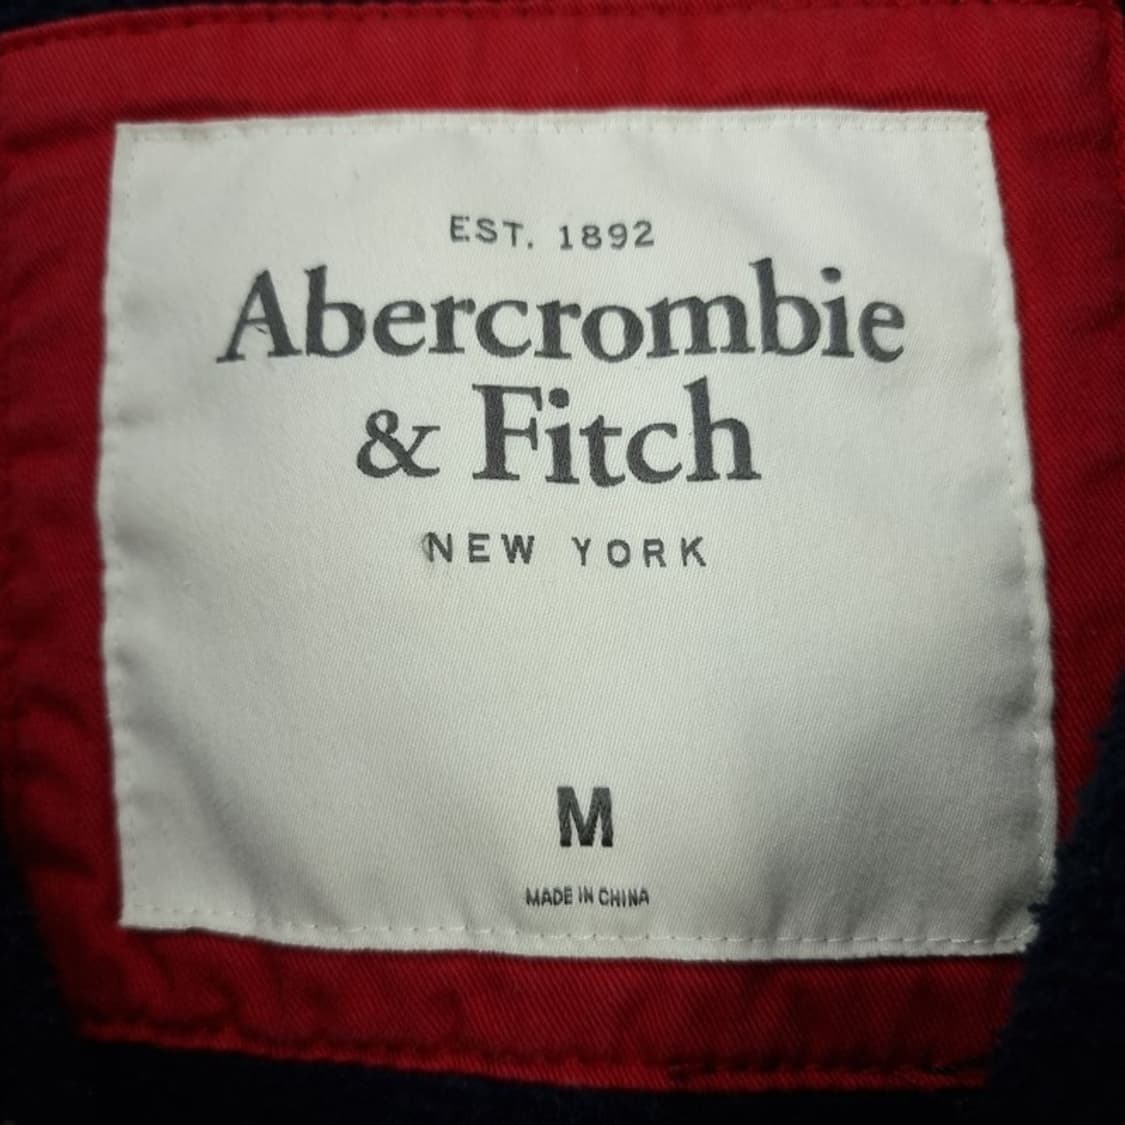 EST. 1892
Abercrombie
& Fitch
NEW YORK
M
MADE IN CHINA